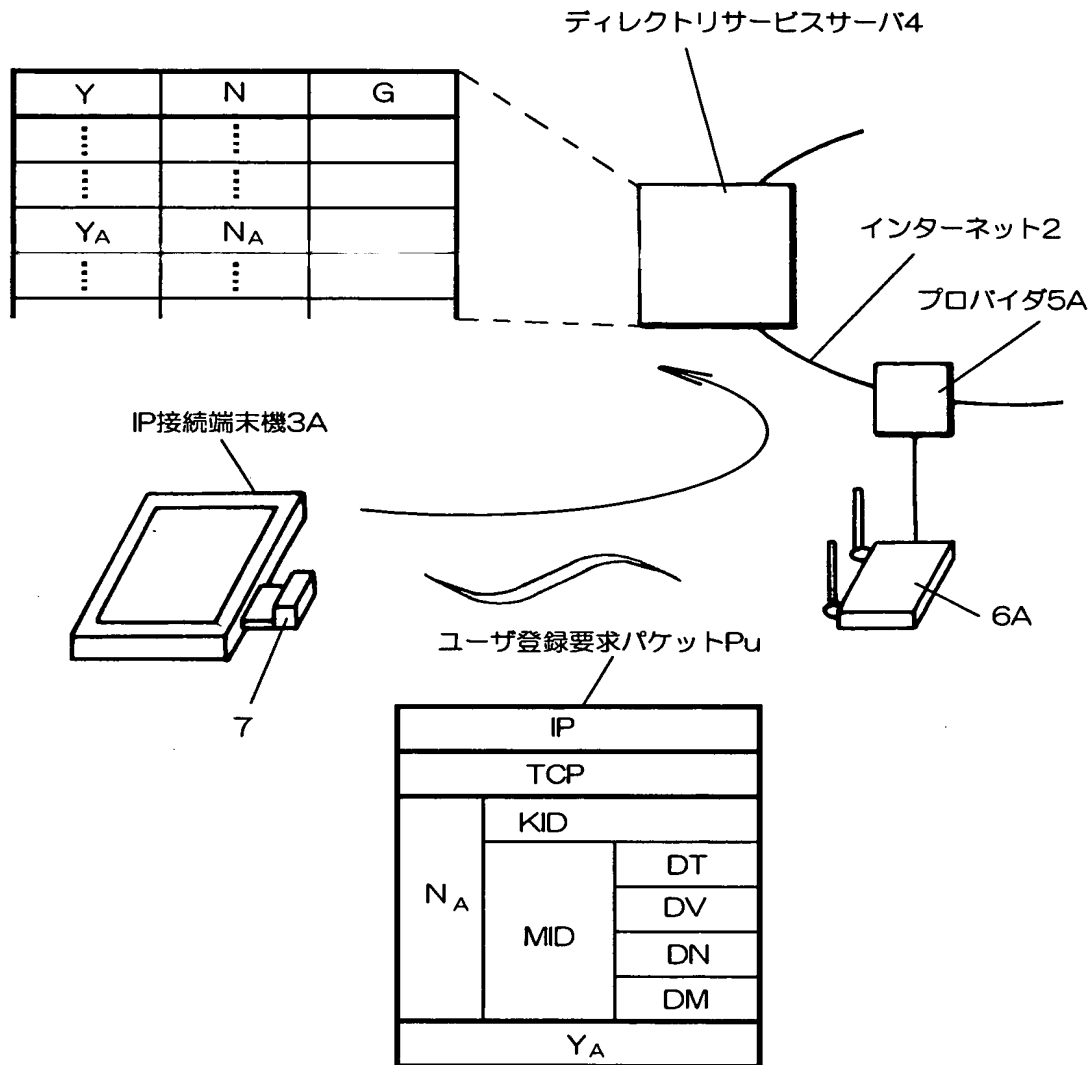 ディレクトリサービスサーバ4
Y N G
⋮ ⋮
⋮ ⋮
YA NA
⋮ ⋮
インターネット2
プロバイダ5A
IP接続端末機3A
6A
7
ユーザ登録要求パケットPu
IP
TCP
NA
KID
MID
DT
DV
DN
DM
YA